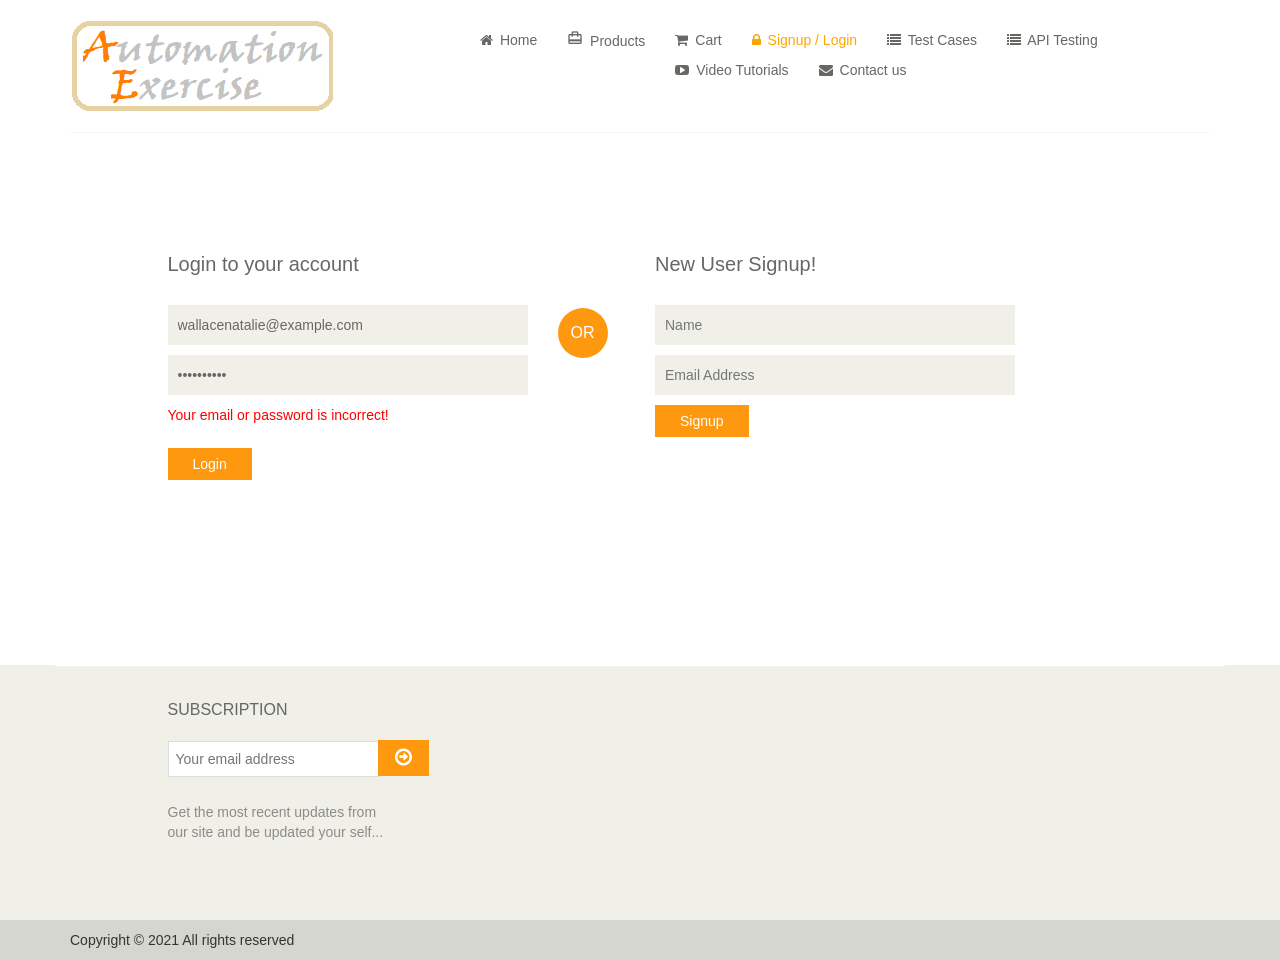 Automation
Exercise
Home
Products
Cart
Signup / Login
Test Cases
API Testing
Video Tutorials
Contact us
Login to your account
wallacenatalie@example.com
••••••••••
Your email or password is incorrect!
Login
OR
New User Signup!
Name
Email Address
Signup
SUBSCRIPTION
Your email address
Get the most recent updates from
our site and be updated your self...
Copyright © 2021 All rights reserved